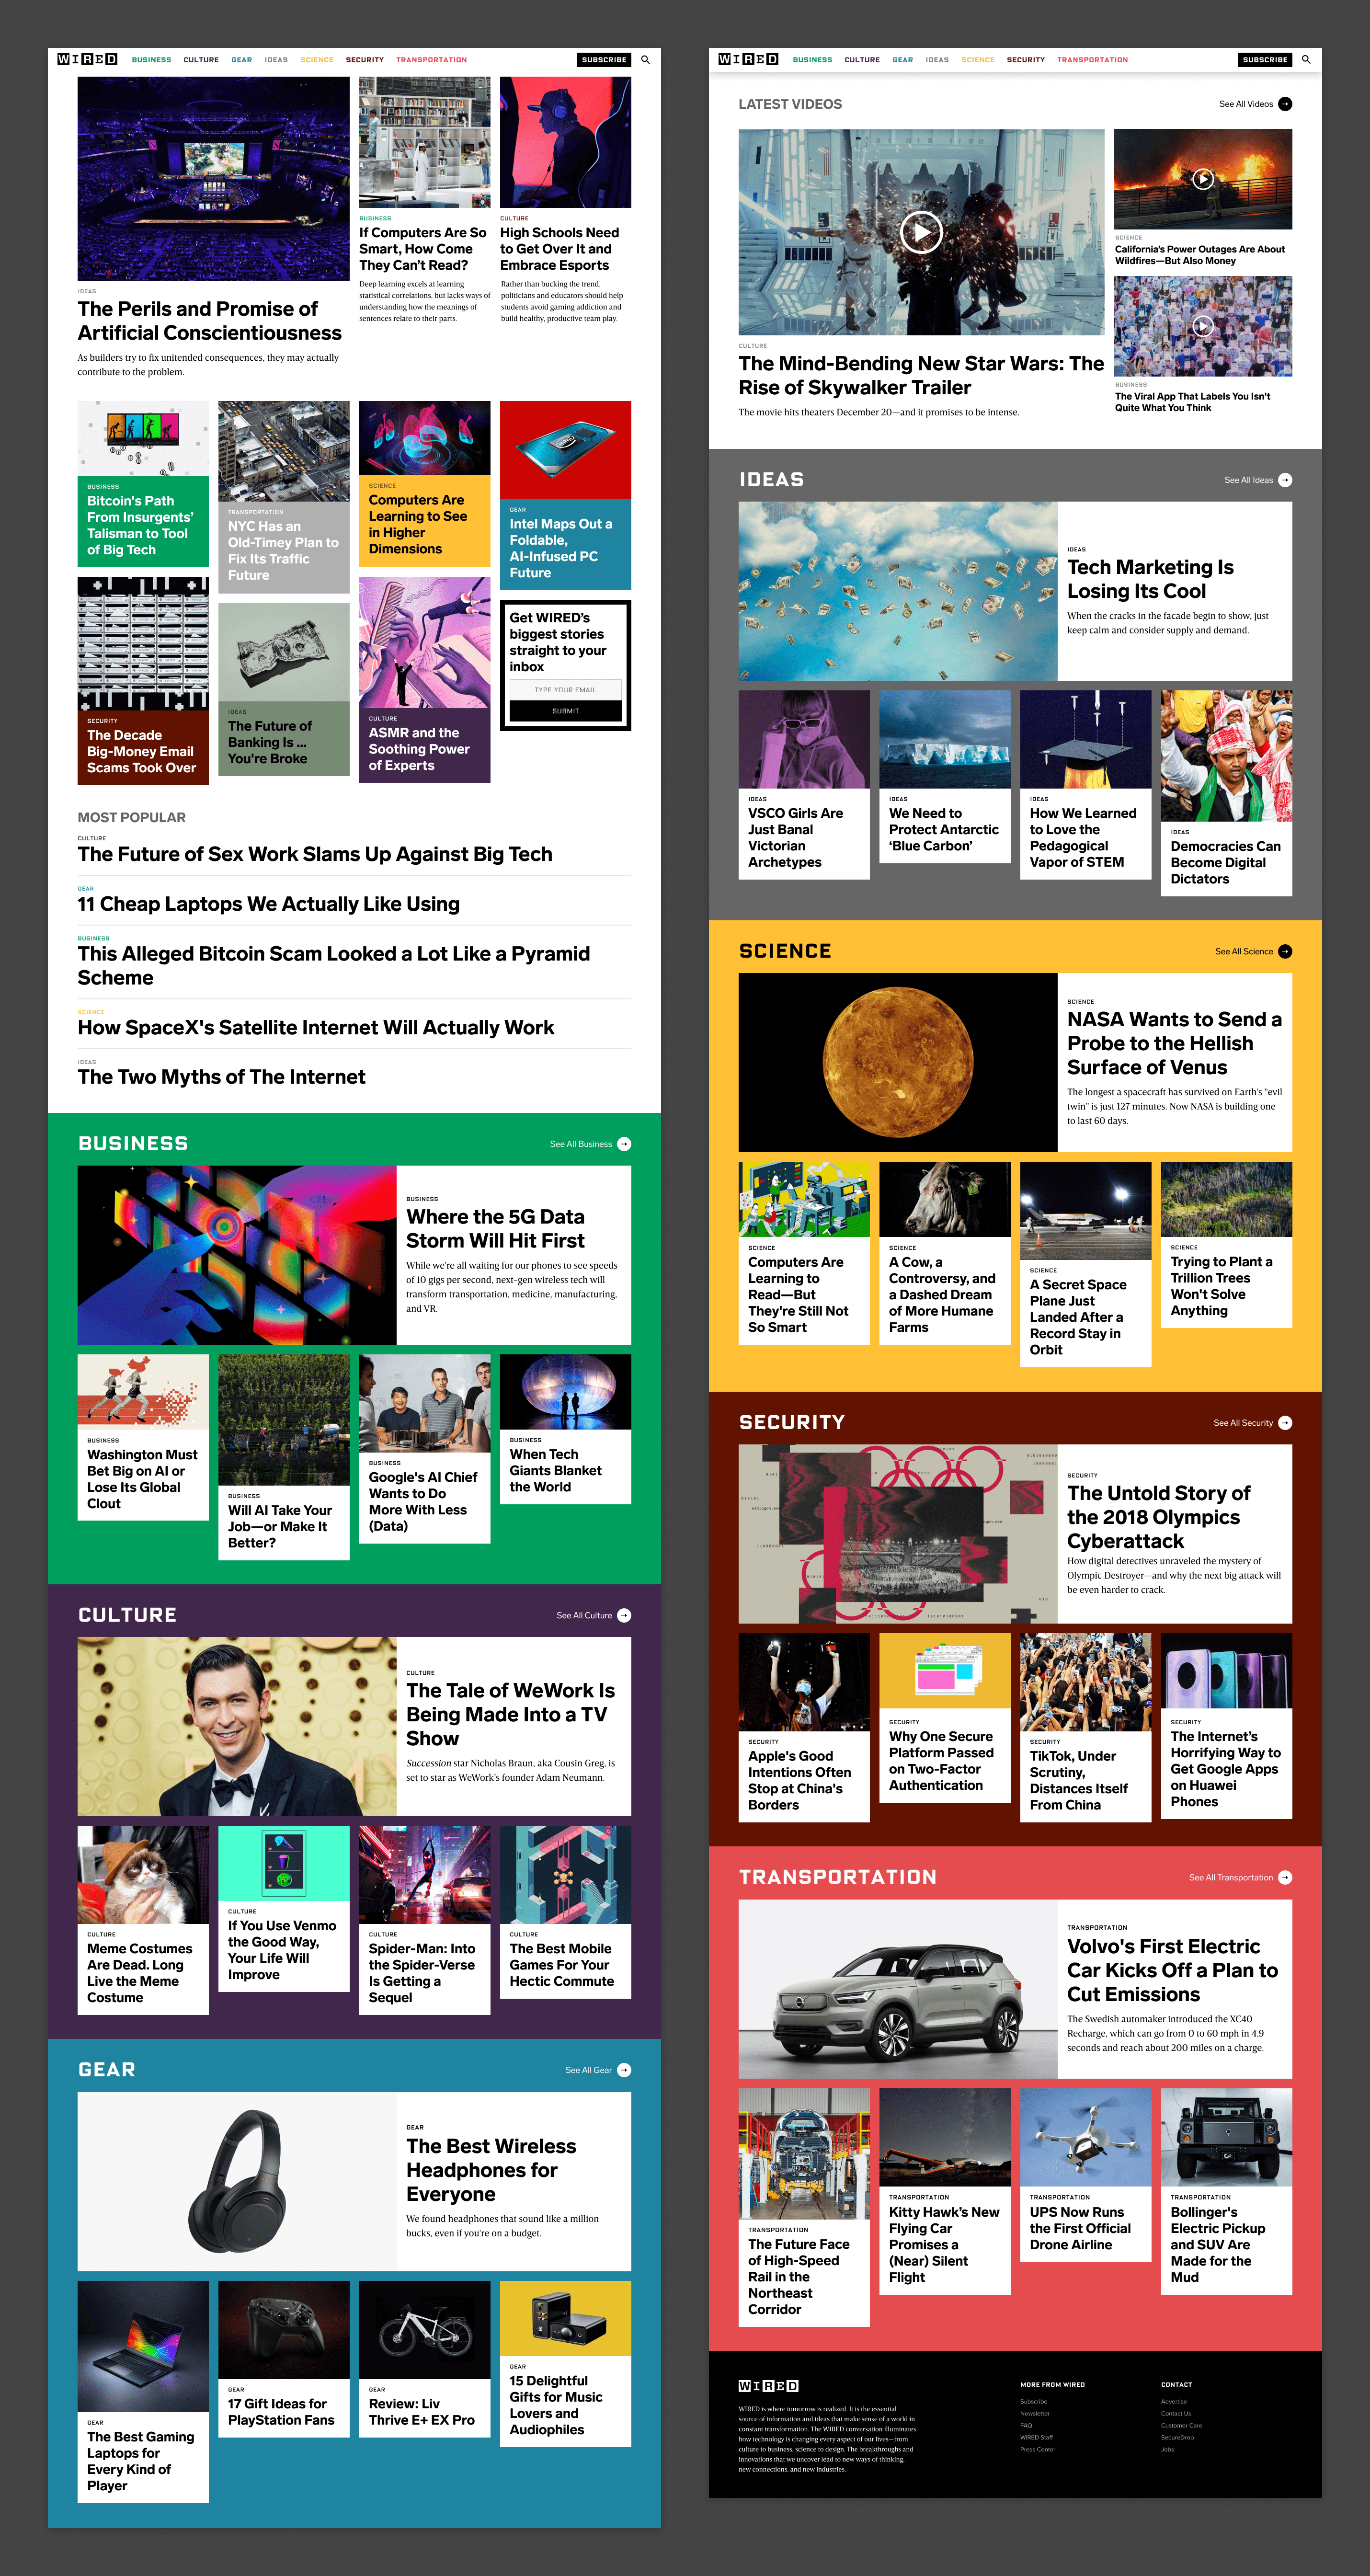 WIRED
BUSINESS CULTURE GEAR IDEAS SCIENCE SECURITY TRANSPORTATION
SUBSCRIBE
IDEAS
The Perils and Promise of
Artificial Conscientiousness
As builders try to fix unitended consequences, they may actually
contribute to the problem.
BUSINESS
If Computers Are So
Smart, How Come
They Can't Read?
Deep learning excels at learning
statistical correlations, but lacks ways of
understanding how the meanings of
sentences relate to their parts.
CULTURE
High Schools Need
to Get Over It and
Embrace Esports
Rather than bucking the trend,
politicians and educators should help
students avoid gaming addiction and
build healthy, productive team play.
BUSINESS
Bitcoin's Path
From Insurgents’
Talisman to Tool
of Big Tech
TRANSPORTATION
NYC Has an
Old-Timey Plan to
Fix Its Traffic
Future
SCIENCE
Computers Are
Learning to See
in Higher
Dimensions
GEAR
Intel Maps Out a
Foldable,
AI-Infused PC
Future
SECURITY
The Decade
Big-Money Email
Scams Took Over
IDEAS
The Future of
Banking Is ...
You're Broke
CULTURE
ASMR and the
Soothing Power
of Experts
Get WIRED’s
biggest stories
straight to your
inbox
TYPE YOUR EMAIL
SUBMIT
MOST POPULAR
CULTURE
The Future of Sex Work Slams Up Against Big Tech
GEAR
11 Cheap Laptops We Actually Like Using
BUSINESS
This Alleged Bitcoin Scam Looked a Lot Like a Pyramid
Scheme
SCIENCE
How SpaceX's Satellite Internet Will Actually Work
IDEAS
The Two Myths of The Internet
BUSINESS
See All Business
BUSINESS
Where the 5G Data
Storm Will Hit First
While we're all waiting for our phones to see speeds
of 10 gigs per second, next-gen wireless tech will
transform transportation, medicine, manufacturing,
and VR.
BUSINESS
Washington Must
Bet Big on AI or
Lose Its Global
Clout
BUSINESS
Will AI Take Your
Job—or Make It
Better?
BUSINESS
Google's AI Chief
Wants to Do
More With Less
(Data)
BUSINESS
When Tech
Giants Blanket
the World
CULTURE
See All Culture
CULTURE
The Tale of WeWork Is
Being Made Into a TV
Show
Succession star Nicholas Braun, aka Cousin Greg, is
set to star as WeWork's founder Adam Neumann.
CULTURE
Meme Costumes
Are Dead. Long
Live the Meme
Costume
CULTURE
If You Use Venmo
the Good Way,
Your Life Will
Improve
CULTURE
Spider-Man: Into
the Spider-Verse
Is Getting a
Sequel
CULTURE
The Best Mobile
Games For Your
Hectic Commute
GEAR
See All Gear
GEAR
The Best Wireless
Headphones for
Everyone
We found headphones that sound like a million
bucks, even if you're on a budget.
GEAR
The Best Gaming
Laptops for
Every Kind of
Player
GEAR
17 Gift Ideas for
PlayStation Fans
GEAR
Review: Liv
Thrive E+ EX Pro
GEAR
15 Delightful
Gifts for Music
Lovers and
Audiophiles
WIRED
BUSINESS CULTURE GEAR IDEAS SCIENCE SECURITY TRANSPORTATION
SUBSCRIBE
LATEST VIDEOS
See All Videos
CULTURE
The Mind-Bending New Star Wars: The
Rise of Skywalker Trailer
The movie hits theaters December 20—and it promises to be intense.
SCIENCE
California’s Power Outages Are About
Wildfires—But Also Money
BUSINESS
The Viral App That Labels You Isn't
Quite What You Think
IDEAS
See All Ideas
IDEAS
Tech Marketing Is
Losing Its Cool
When the cracks in the facade begin to show, just
keep calm and consider supply and demand.
IDEAS
VSCO Girls Are
Just Banal
Victorian
Archetypes
IDEAS
We Need to
Protect Antarctic
‘Blue Carbon’
IDEAS
How We Learned
to Love the
Pedagogical
Vapor of STEM
IDEAS
Democracies Can
Become Digital
Dictators
SCIENCE
See All Science
SCIENCE
NASA Wants to Send a
Probe to the Hellish
Surface of Venus
The longest a spacecraft has survived on Earth's "evil
twin" is just 127 minutes. Now NASA is building one
to last 60 days.
SCIENCE
Computers Are
Learning to
Read—But
They're Still Not
So Smart
SCIENCE
A Cow, a
Controversy, and
a Dashed Dream
of More Humane
Farms
SCIENCE
A Secret Space
Plane Just
Landed After a
Record Stay in
Orbit
SCIENCE
Trying to Plant a
Trillion Trees
Won't Solve
Anything
SECURITY
See All Security
SECURITY
The Untold Story of
the 2018 Olympics
Cyberattack
How digital detectives unraveled the mystery of
Olympic Destroyer—and why the next big attack will
be even harder to crack.
SECURITY
Apple's Good
Intentions Often
Stop at China's
Borders
SECURITY
Why One Secure
Platform Passed
on Two-Factor
Authentication
SECURITY
TikTok, Under
Scrutiny,
Distances Itself
From China
SECURITY
The Internet’s
Horrifying Way to
Get Google Apps
on Huawei
Phones
TRANSPORTATION
See All Transportation
TRANSPORTATION
Volvo's First Electric
Car Kicks Off a Plan to
Cut Emissions
The Swedish automaker introduced the XC40
Recharge, which can go from 0 to 60 mph in 4.9
seconds and reach about 200 miles on a charge.
TRANSPORTATION
The Future Face
of High-Speed
Rail in the
Northeast
Corridor
TRANSPORTATION
Kitty Hawk’s New
Flying Car
Promises a
(Near) Silent
Flight
TRANSPORTATION
UPS Now Runs
the First Official
Drone Airline
TRANSPORTATION
Bollinger's
Electric Pickup
and SUV Are
Made for the
Mud
WIRED
WIRED is where tomorrow is realized. It is the essential
source of information and ideas that make sense of a world in
constant transformation. The WIRED conversation illuminates
how technology is changing every aspect of our lives—from
culture to business, science to design. The breakthroughs and
innovations that we uncover lead to new ways of thinking,
new connections, and new industries.
MORE FROM WIRED
Subscribe
Newsletter
FAQ
WIRED Staff
Press Center
CONTACT
Advertise
Contact Us
Customer Care
SecureDrop
Jobs